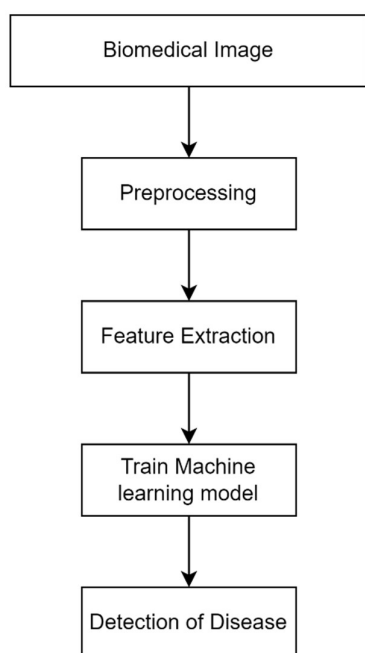 Biomedical Image
Preprocessing
Feature Extraction
Train Machine
learning model
Detection of Disease